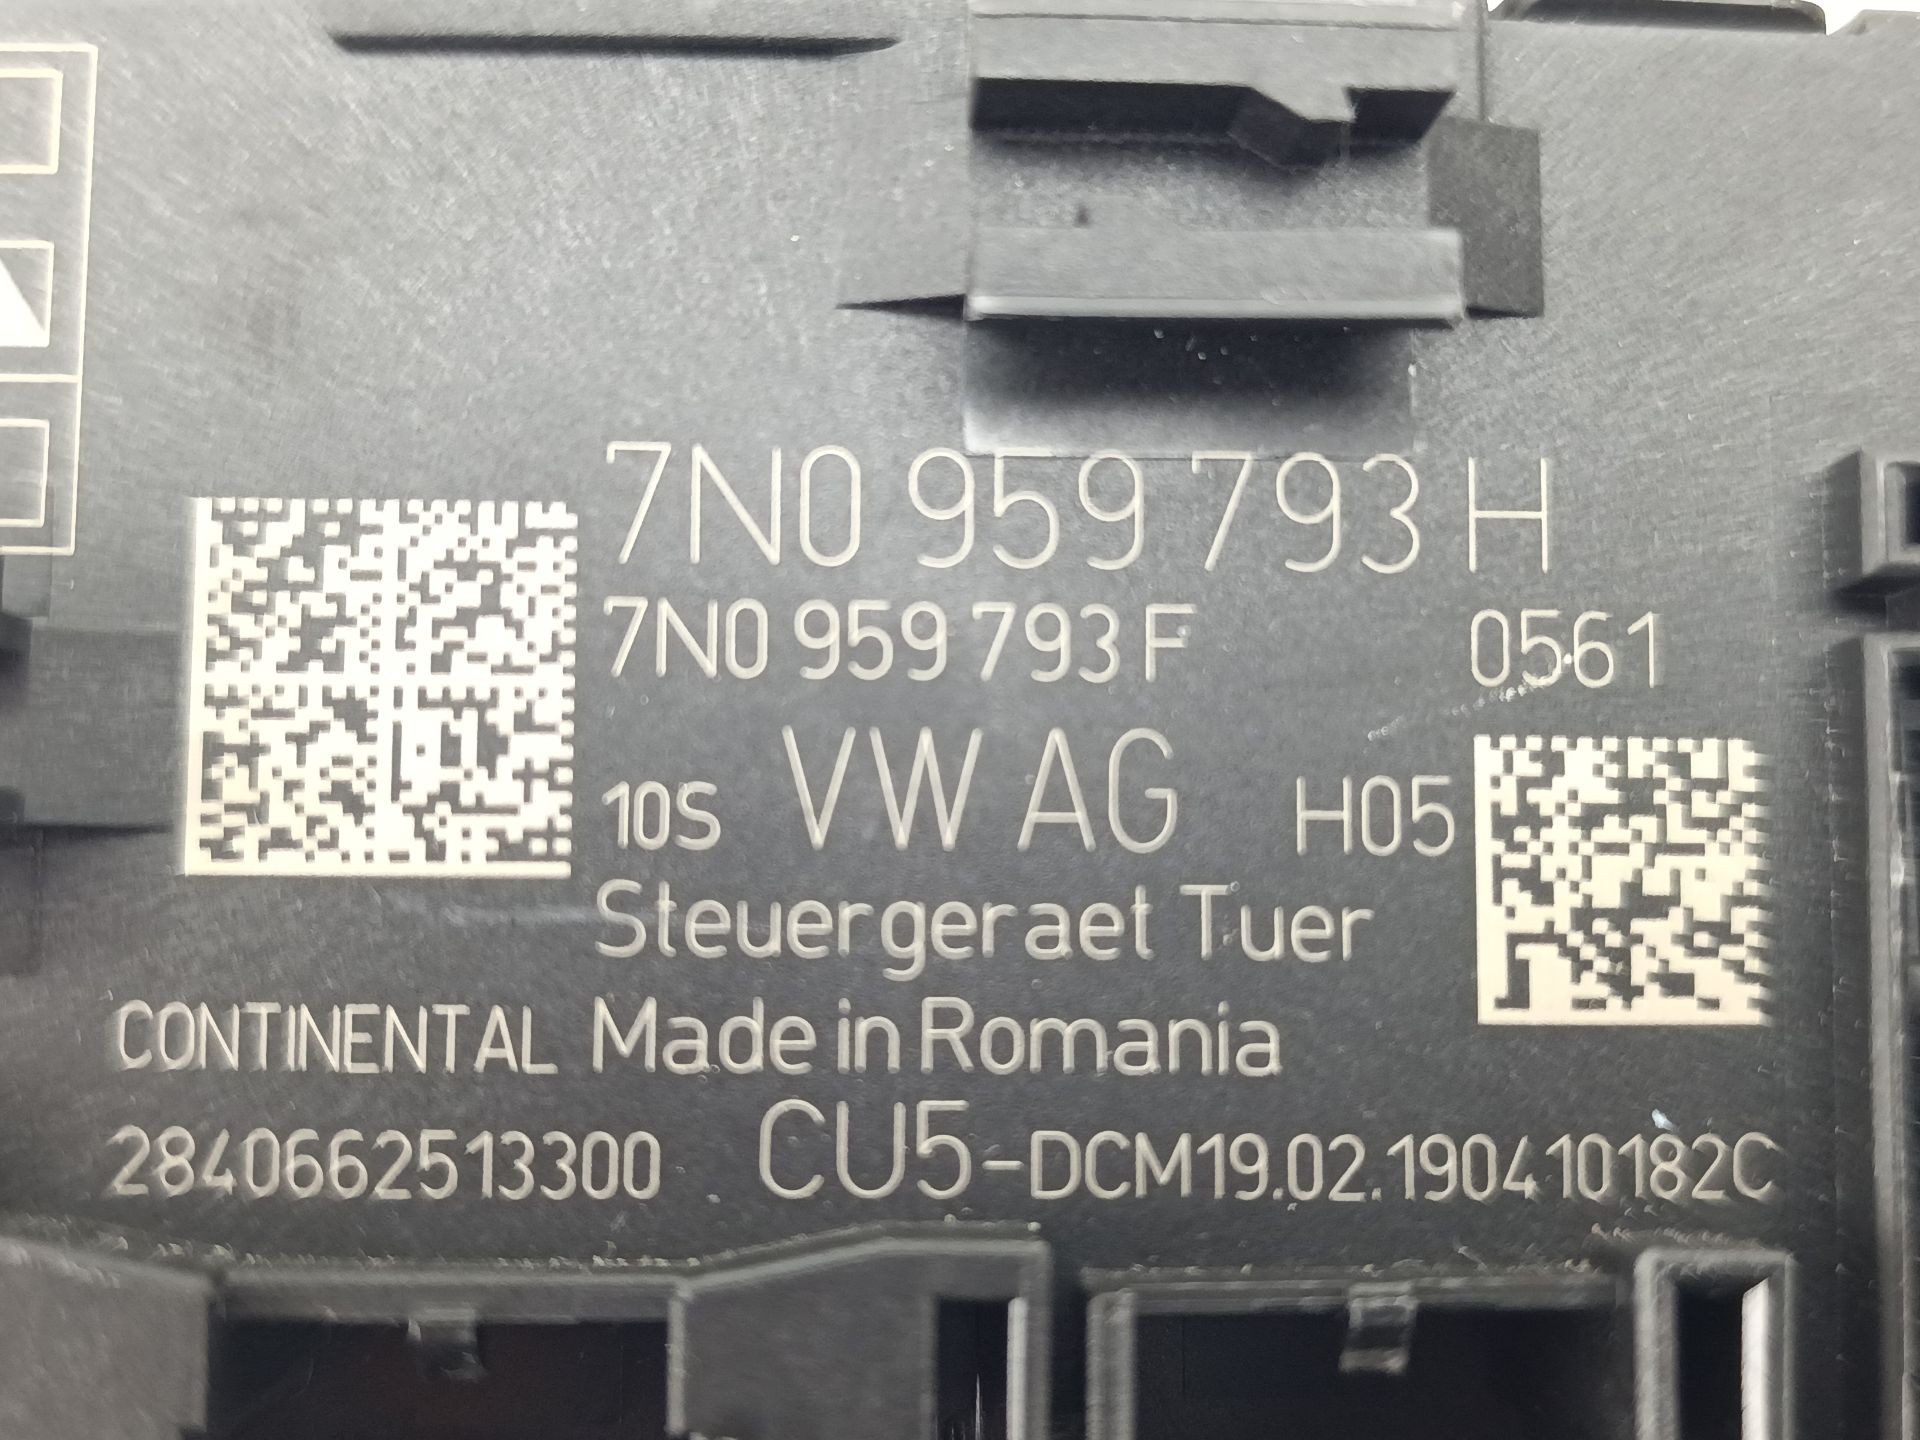 7N0 959 793 H
7N0 959 793 F 0561
10S VW AG H05
Steuergeraet Tuer
CONTINENTAL Made in Romania
2840662513300 CU5-DCM19.02.190410182C